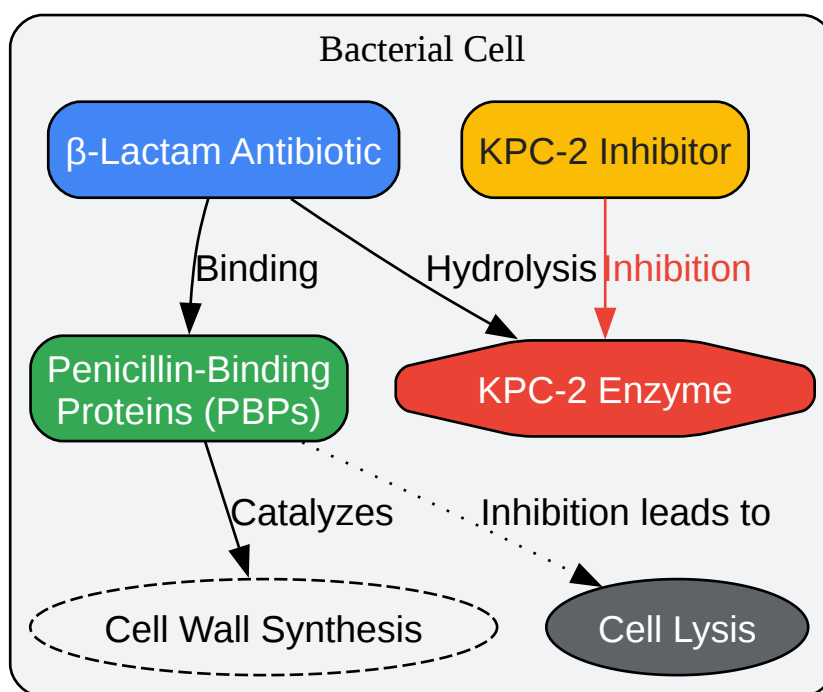 Bacterial Cell
β-Lactam Antibiotic
KPC-2 Inhibitor
Binding
Hydrolysis
Inhibition
Penicillin-Binding
Proteins (PBPs)
KPC-2 Enzyme
Catalyzes
Inhibition leads to
Cell Wall Synthesis
Cell Lysis